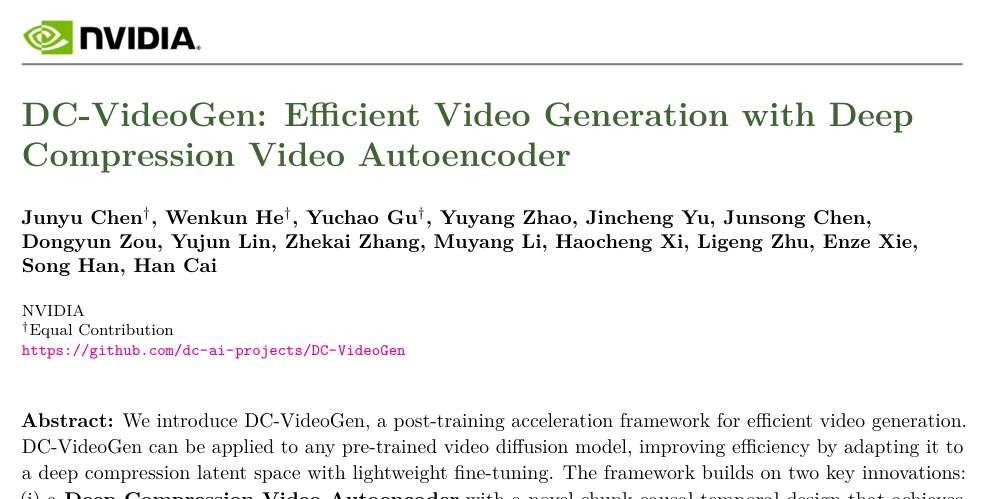 NVIDIA.
DC-VideoGen: Efficient Video Generation with Deep
Compression Video Autoencoder
Junyu Chen†, Wenkun He†, Yuchao Gu†, Yuyang Zhao, Jincheng Yu, Junsong Chen,
Dongyun Zou, Yujun Lin, Zhekai Zhang, Muyang Li, Haocheng Xi, Ligeng Zhu, Enze Xie,
Song Han, Han Cai
NVIDIA
†Equal Contribution
https://github.com/dc-ai-projects/DC-VideoGen
Abstract: We introduce DC-VideoGen, a post-training acceleration framework for efficient video generation.
DC-VideoGen can be applied to any pre-trained video diffusion model, improving efficiency by adapting it to
a deep compression latent space with lightweight fine-tuning. The framework builds on two key innovations:
(i) a Deep Compression Video Autoencoder with a novel chunk-causal temporal design that achieves